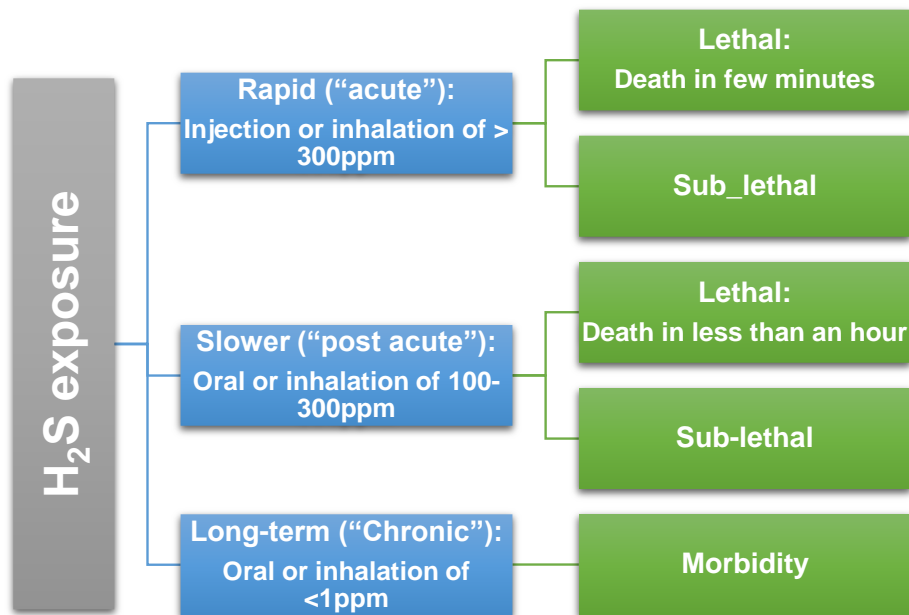 H₂S exposure
Rapid (“acute”):
Injection or inhalation of >
300ppm
Lethal:
Death in few minutes
Sub_lethal
Slower (“post acute”):
Oral or inhalation of 100-
300ppm
Lethal:
Death in less than an hour
Sub-lethal
Long-term (“Chronic”):
Oral or inhalation of
<1ppm
Morbidity